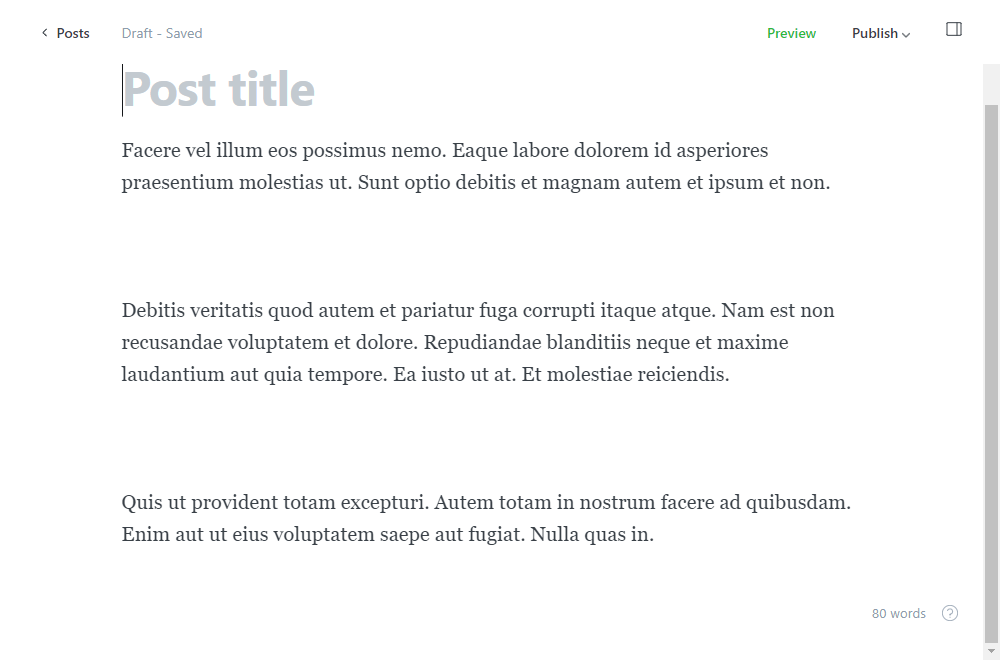 Posts
Draft - Saved
Preview
Publish
Post title
Facere vel illum eos possimus nemo. Eaque labore dolorem id asperiores
praesentium molestias ut. Sunt optio debitis et magnam autem et ipsum et non.
Debitis veritatis quod autem et pariatur fuga corrupti itaque atque. Nam est non
recusandae voluptatem et dolore. Repudiandae blanditiis neque et maxime
laudantium aut quia tempore. Ea iusto ut at. Et molestiae reiciendis.
Quis ut provident totam excepturi. Autem totam in nostrum facere ad quibusdam.
Enim aut ut eius voluptatem saepe aut fugiat. Nulla quas in.
80 words
?